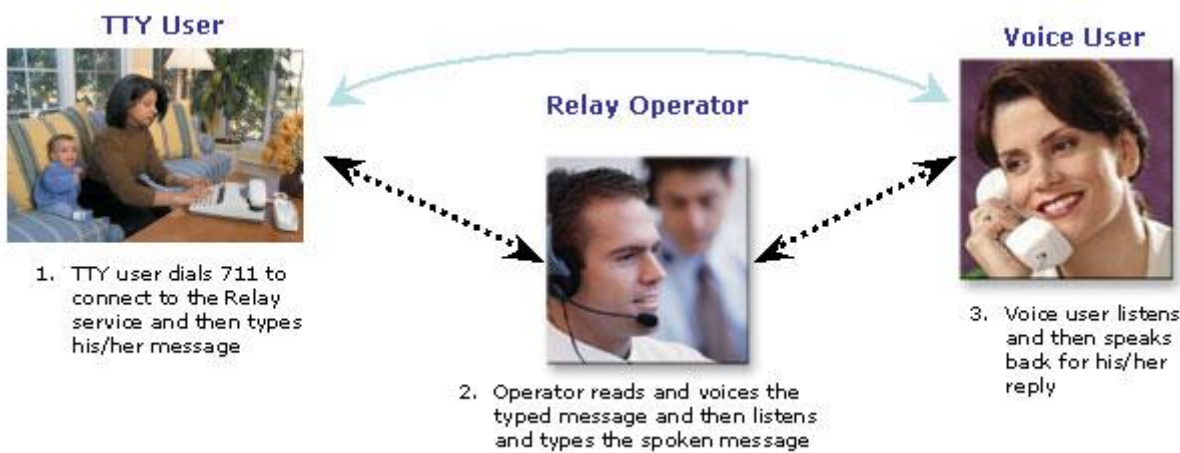 TTY User
1. TTY user dials 711 to
connect to the Relay
service and then types
his/her message
Relay Operator
2. Operator reads and voices the
typed message and then listens
and types the spoken message
Voice User
3. Voice user listens
and then speaks
back for his/her
reply